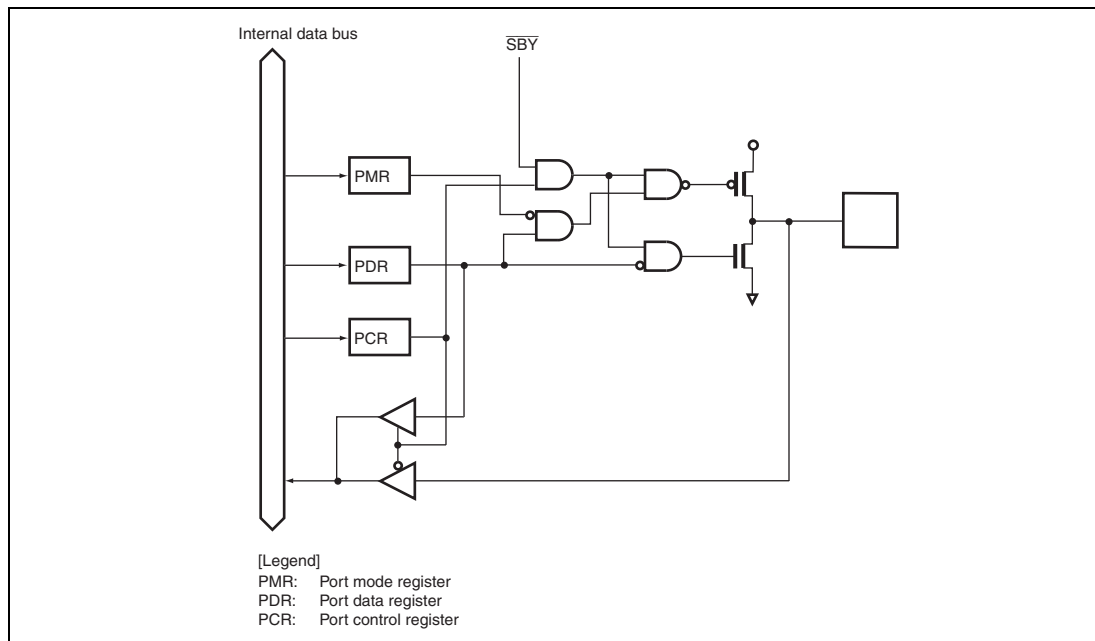 Internal data bus
S̅B̅Y̅
PMR
PDR
PCR
[Legend]
PMR: Port mode register
PDR: Port data register
PCR: Port control register